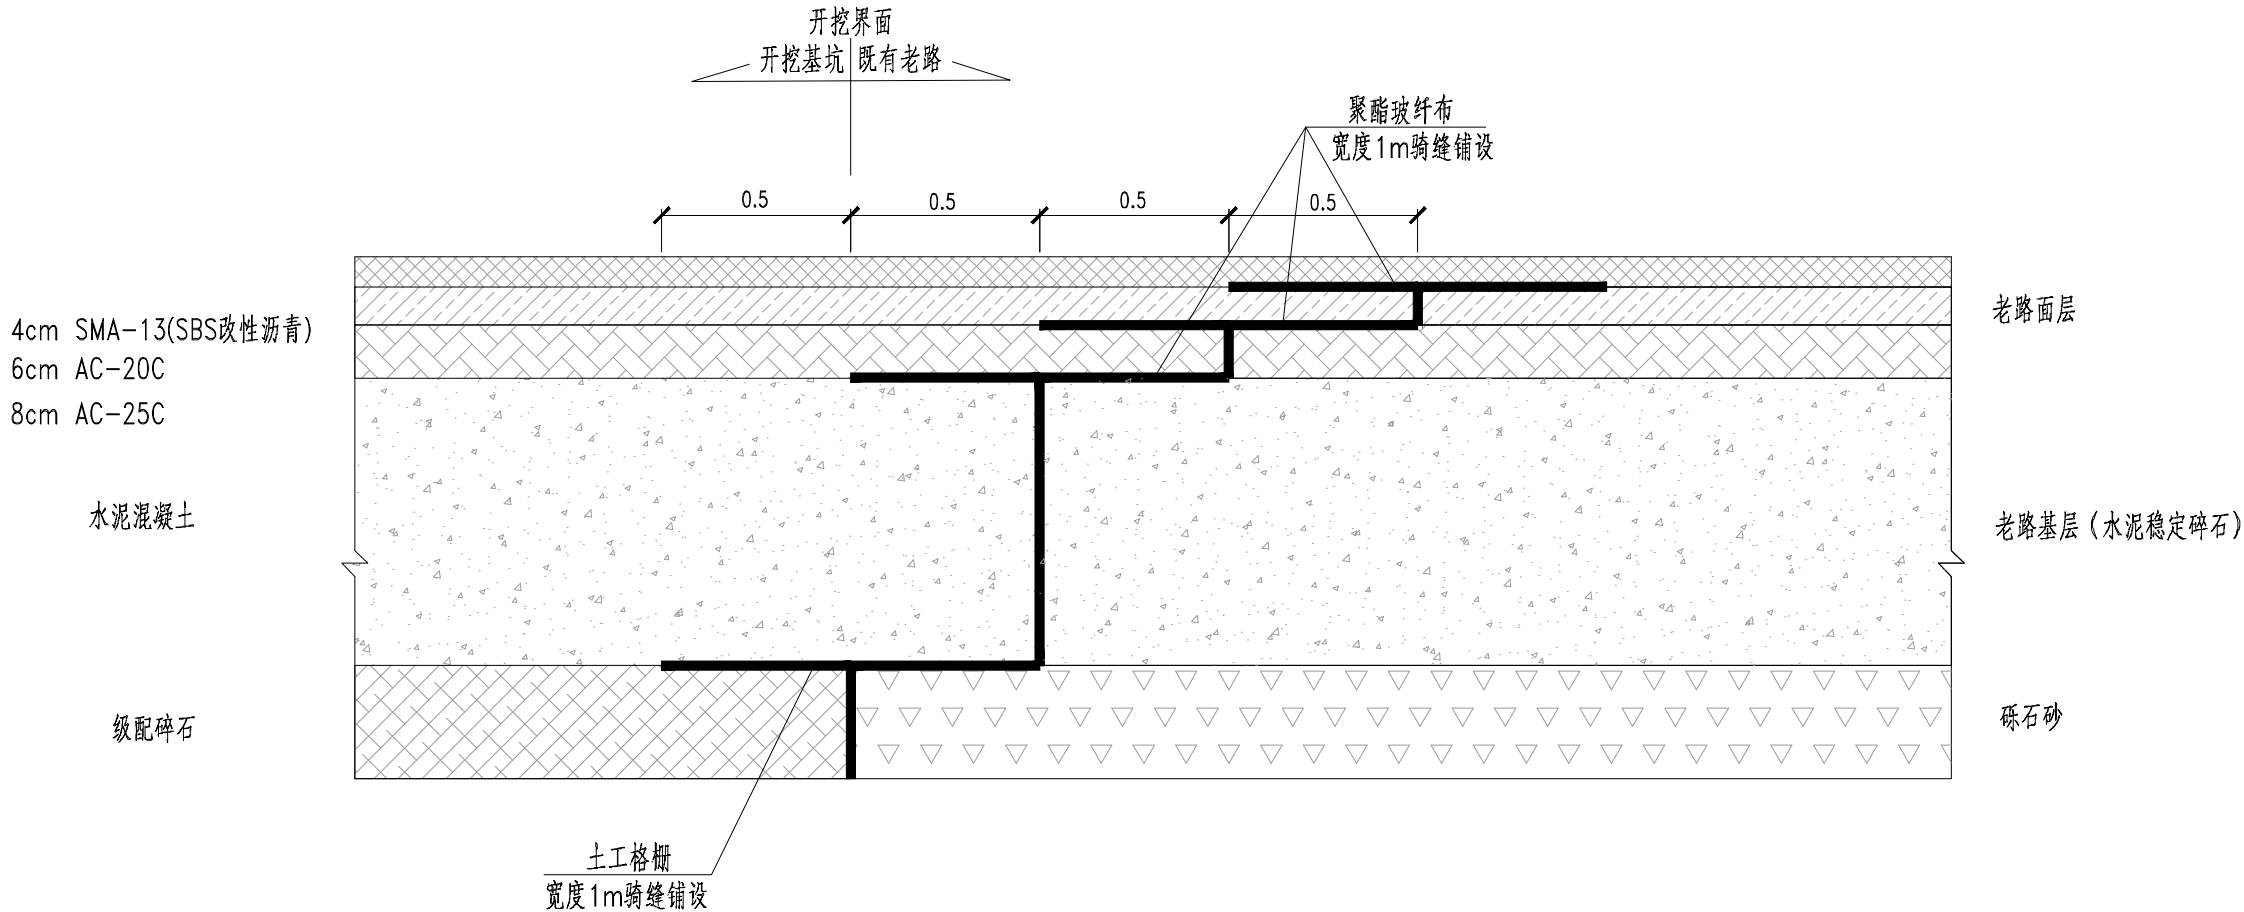 开挖界面
开挖基坑 既有老路
聚酯玻纤布
宽度1m骑缝铺设
0.5 0.5 0.5 0.5
4cm SMA-13(SBS改性沥青)
6cm AC-20C
8cm AC-25C
老路面层
水泥混凝土
老路基层（水泥稳定碎石）
级配碎石
砾石砂
土工格栅
宽度1m骑缝铺设